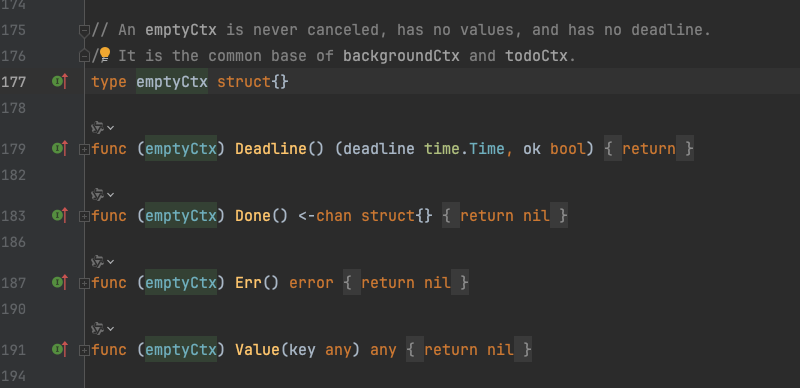 174
175 // An emptyCtx is never canceled, has no values, and has no deadline.
176 / It is the common base of backgroundCtx and todoCtx.
177 type emptyCtx struct{}
178
179 func (emptyCtx) Deadline() (deadline time.Time, ok bool) { return }
182
183 func (emptyCtx) Done() <-chan struct{} { return nil }
186
187 func (emptyCtx) Err() error { return nil }
190
191 func (emptyCtx) Value(key any) any { return nil }
194